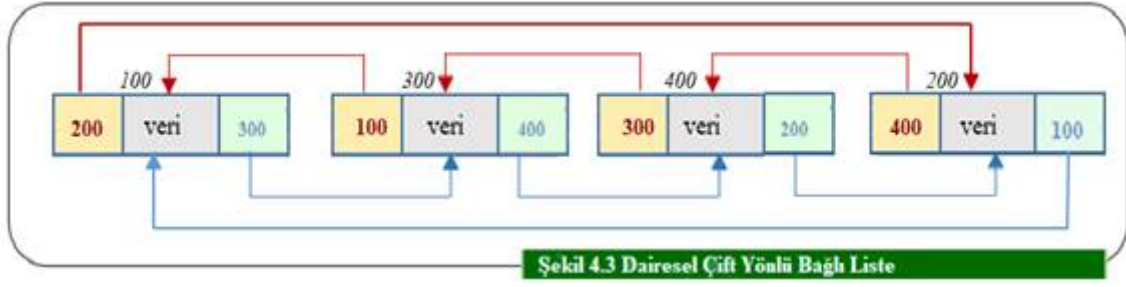 100 300 400 200
200 veri 300 100 veri 400 300 veri 200 400 veri 100
Şekil 4.3 Dairesel Çift Yönlü Bağlı Liste